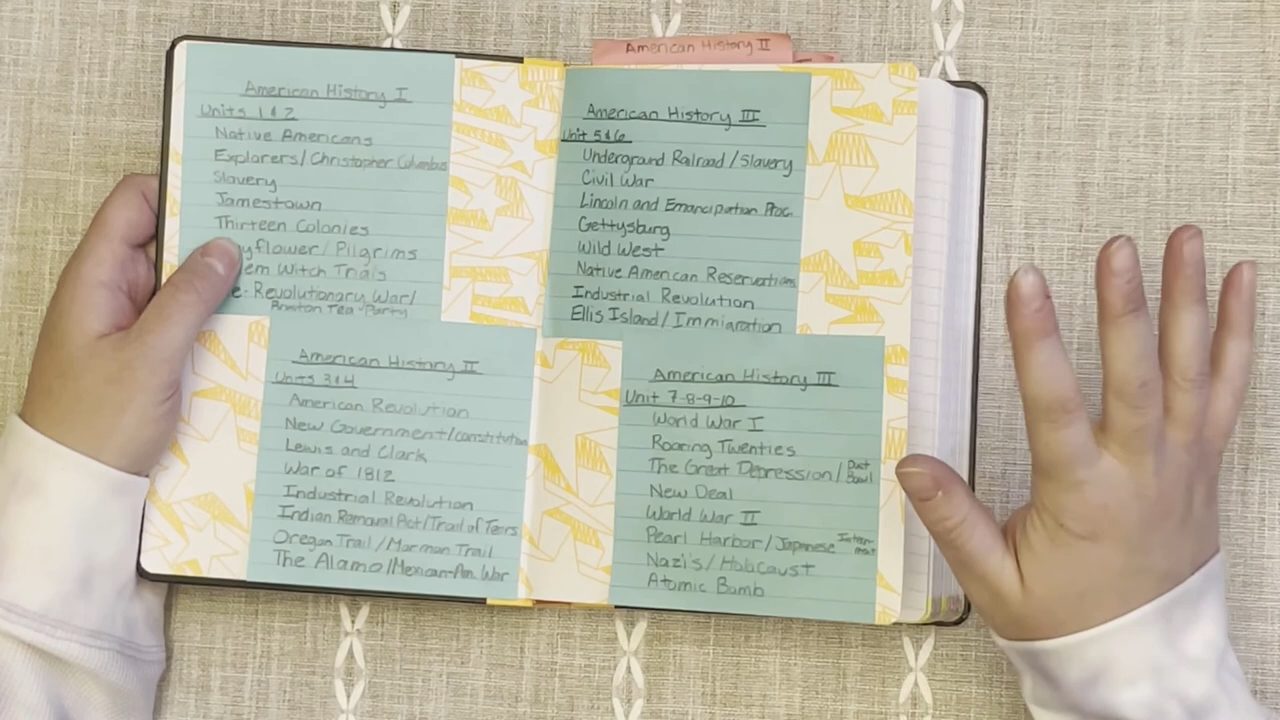 American History II
American History I
Units 1 & 2
Native Americans
Explorers/Christopher Columbus
Slavery
Jamestown
Thirteen Colonies
yflower/Pilgrims
lem Witch Trials
e-Revolutionary War/
Boston Tea Party
American History II
Units 3 & 4
American Revolution
New Government/Constitution
Lewis and Clark
War of 1812
Industrial Revolution
Indian Removal Act/Trail of Tears
Oregan Trail/Marman Trail
The Alamo/Mexican-Am. War
American History III
Unit 5 & 6
Undergrand Railroad/Slavery
Civil War
Lincoln and Emancipation Proc.
Gettysburg
Wild West
Native American Reservations
Industrial Revolution
Ellis Island/Immigration
American History III
Unit 7-8-9-10
World War I
Roaring Twenties
The Great Depression/Dust Bowl
New Deal
World War II
Pearl Harbor/Japanese Internment
Nazi's/Holocaust
Atomic Bomb